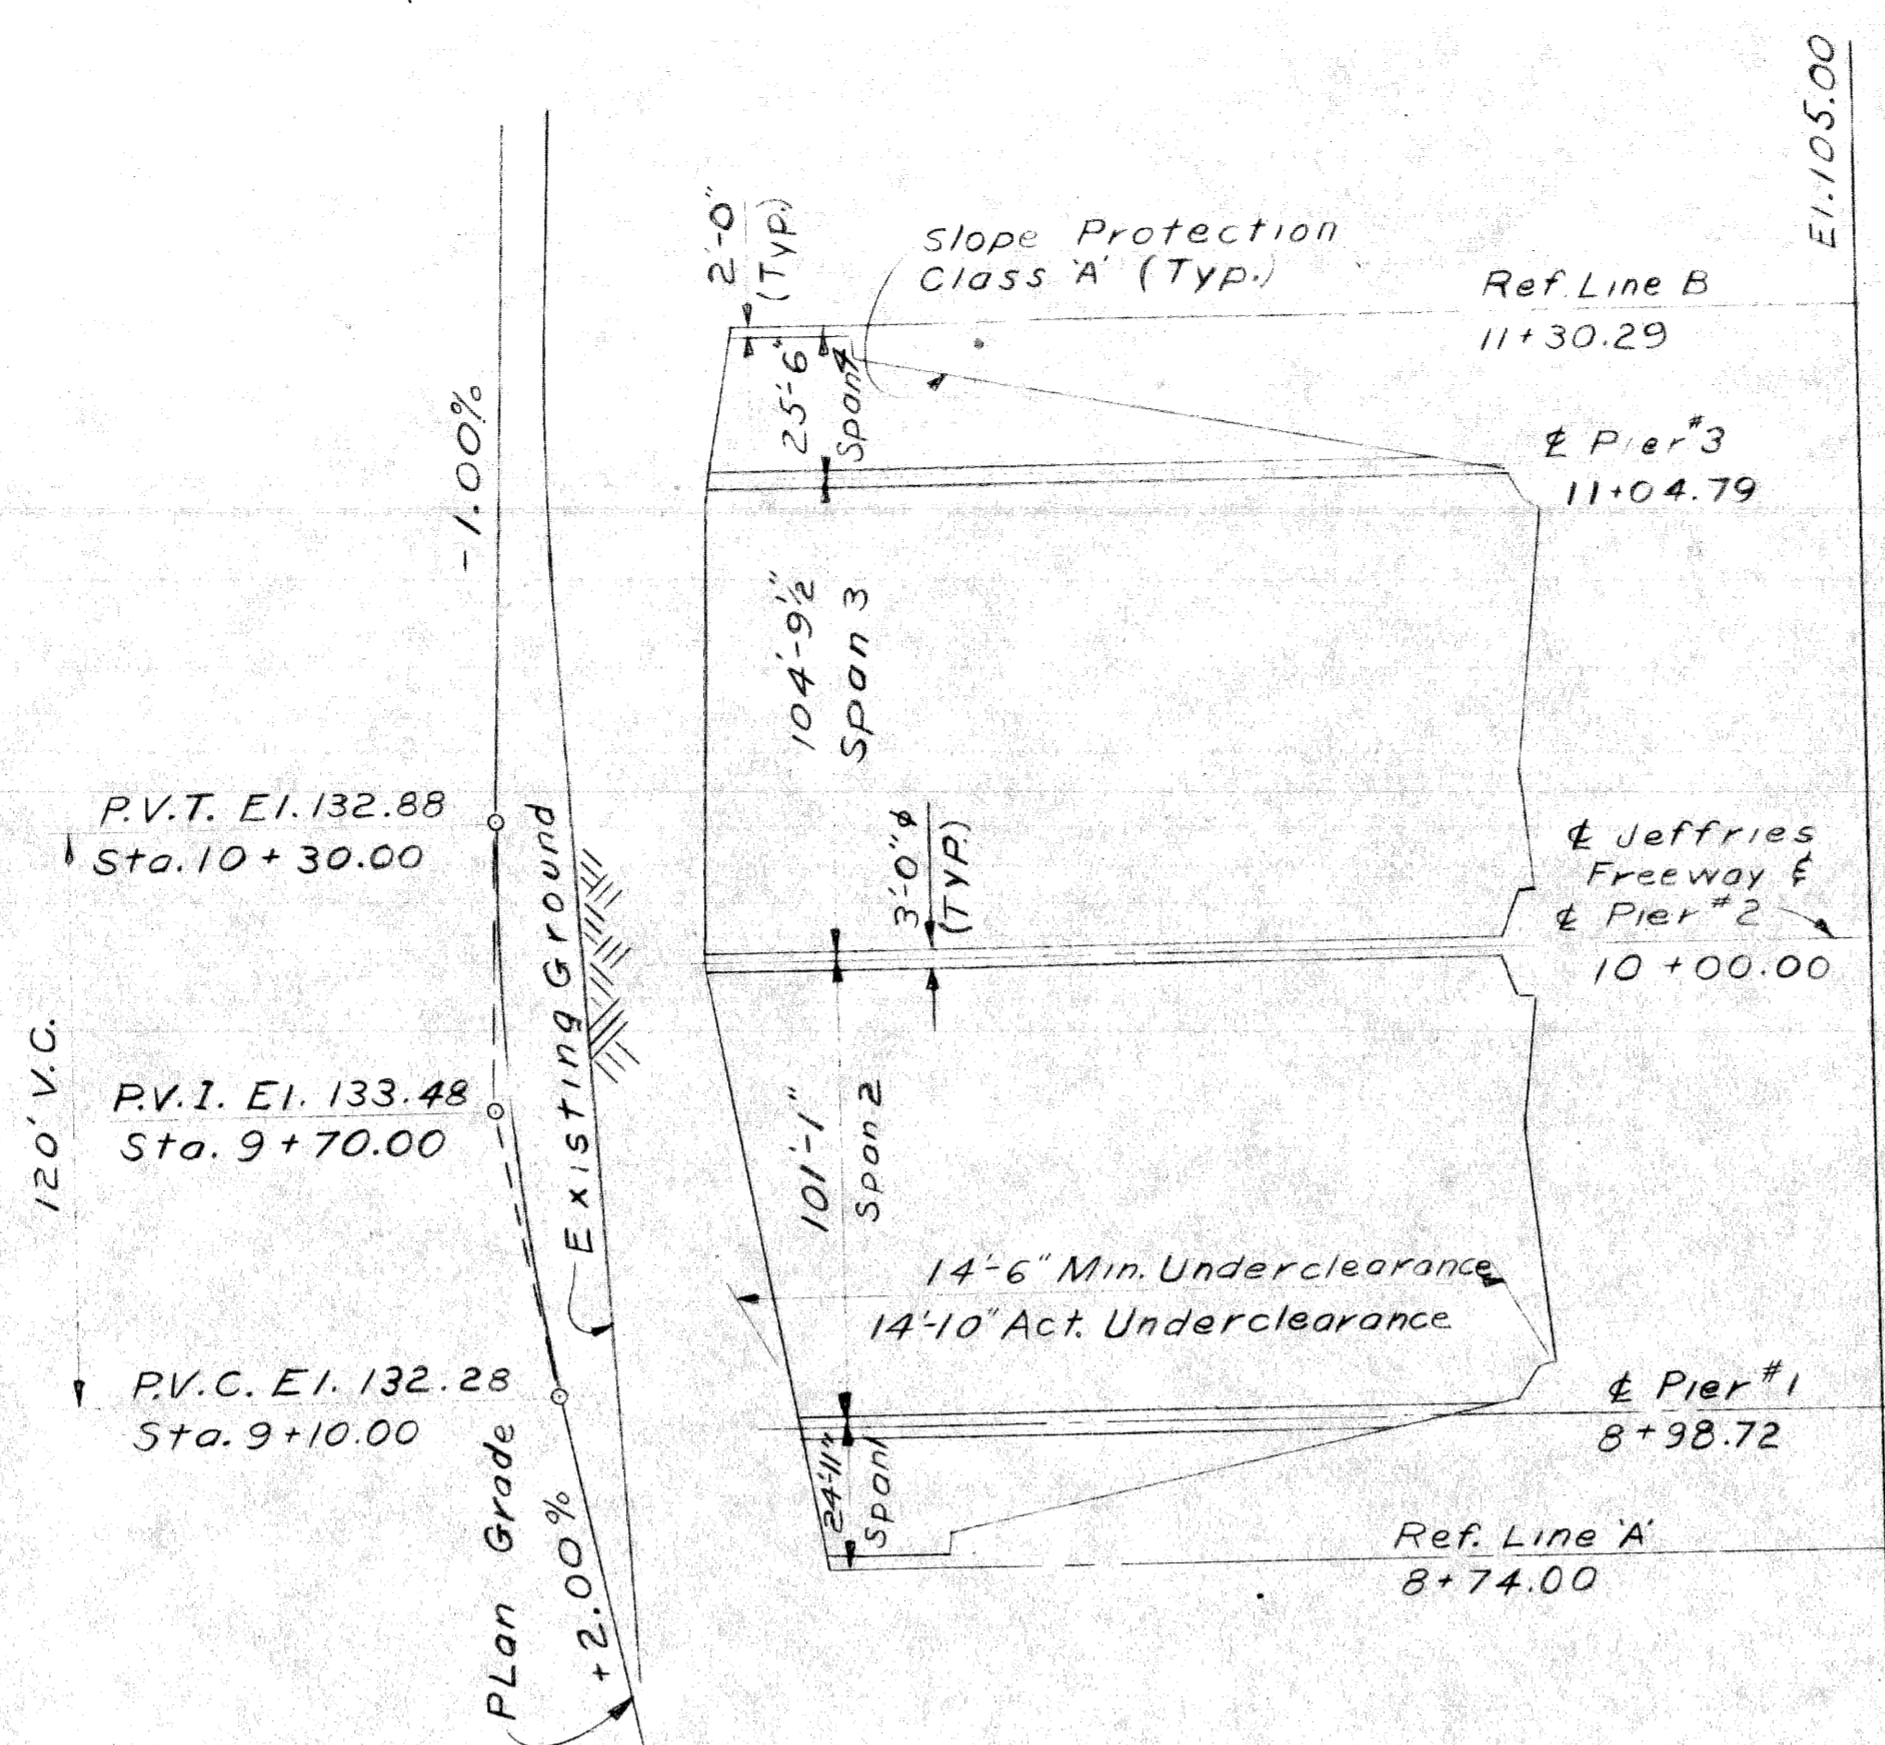 El. 105.00
2'-0"
(Typ.)
Slope Protection
Class 'A' (Typ.)
Ref. Line B
11+30.29
25'-6"
Span 4
-1.00%
℄ Pier #3
11+04.79
104'-9½"
Span 3
P.V.T. El. 132.88
Sta. 10 + 30.00
3'-0"ϕ
(TYP.)
℄ Jeffries
Freeway &
℄ Pier #2
10 +00.00
Existing Ground
120' V.C.
P.V.I. El. 133.48
Sta. 9 + 70.00
101'-1"
Span 2
14'-6" Min. Underclearance
14'-10" Act. Underclearance
P.V.C. El. 132.28
Sta. 9+10.00
℄ Pier #1
8+98.72
24'-11"
Span 1
PLan Grade
+2.00%
Ref. Line 'A'
8+74.00